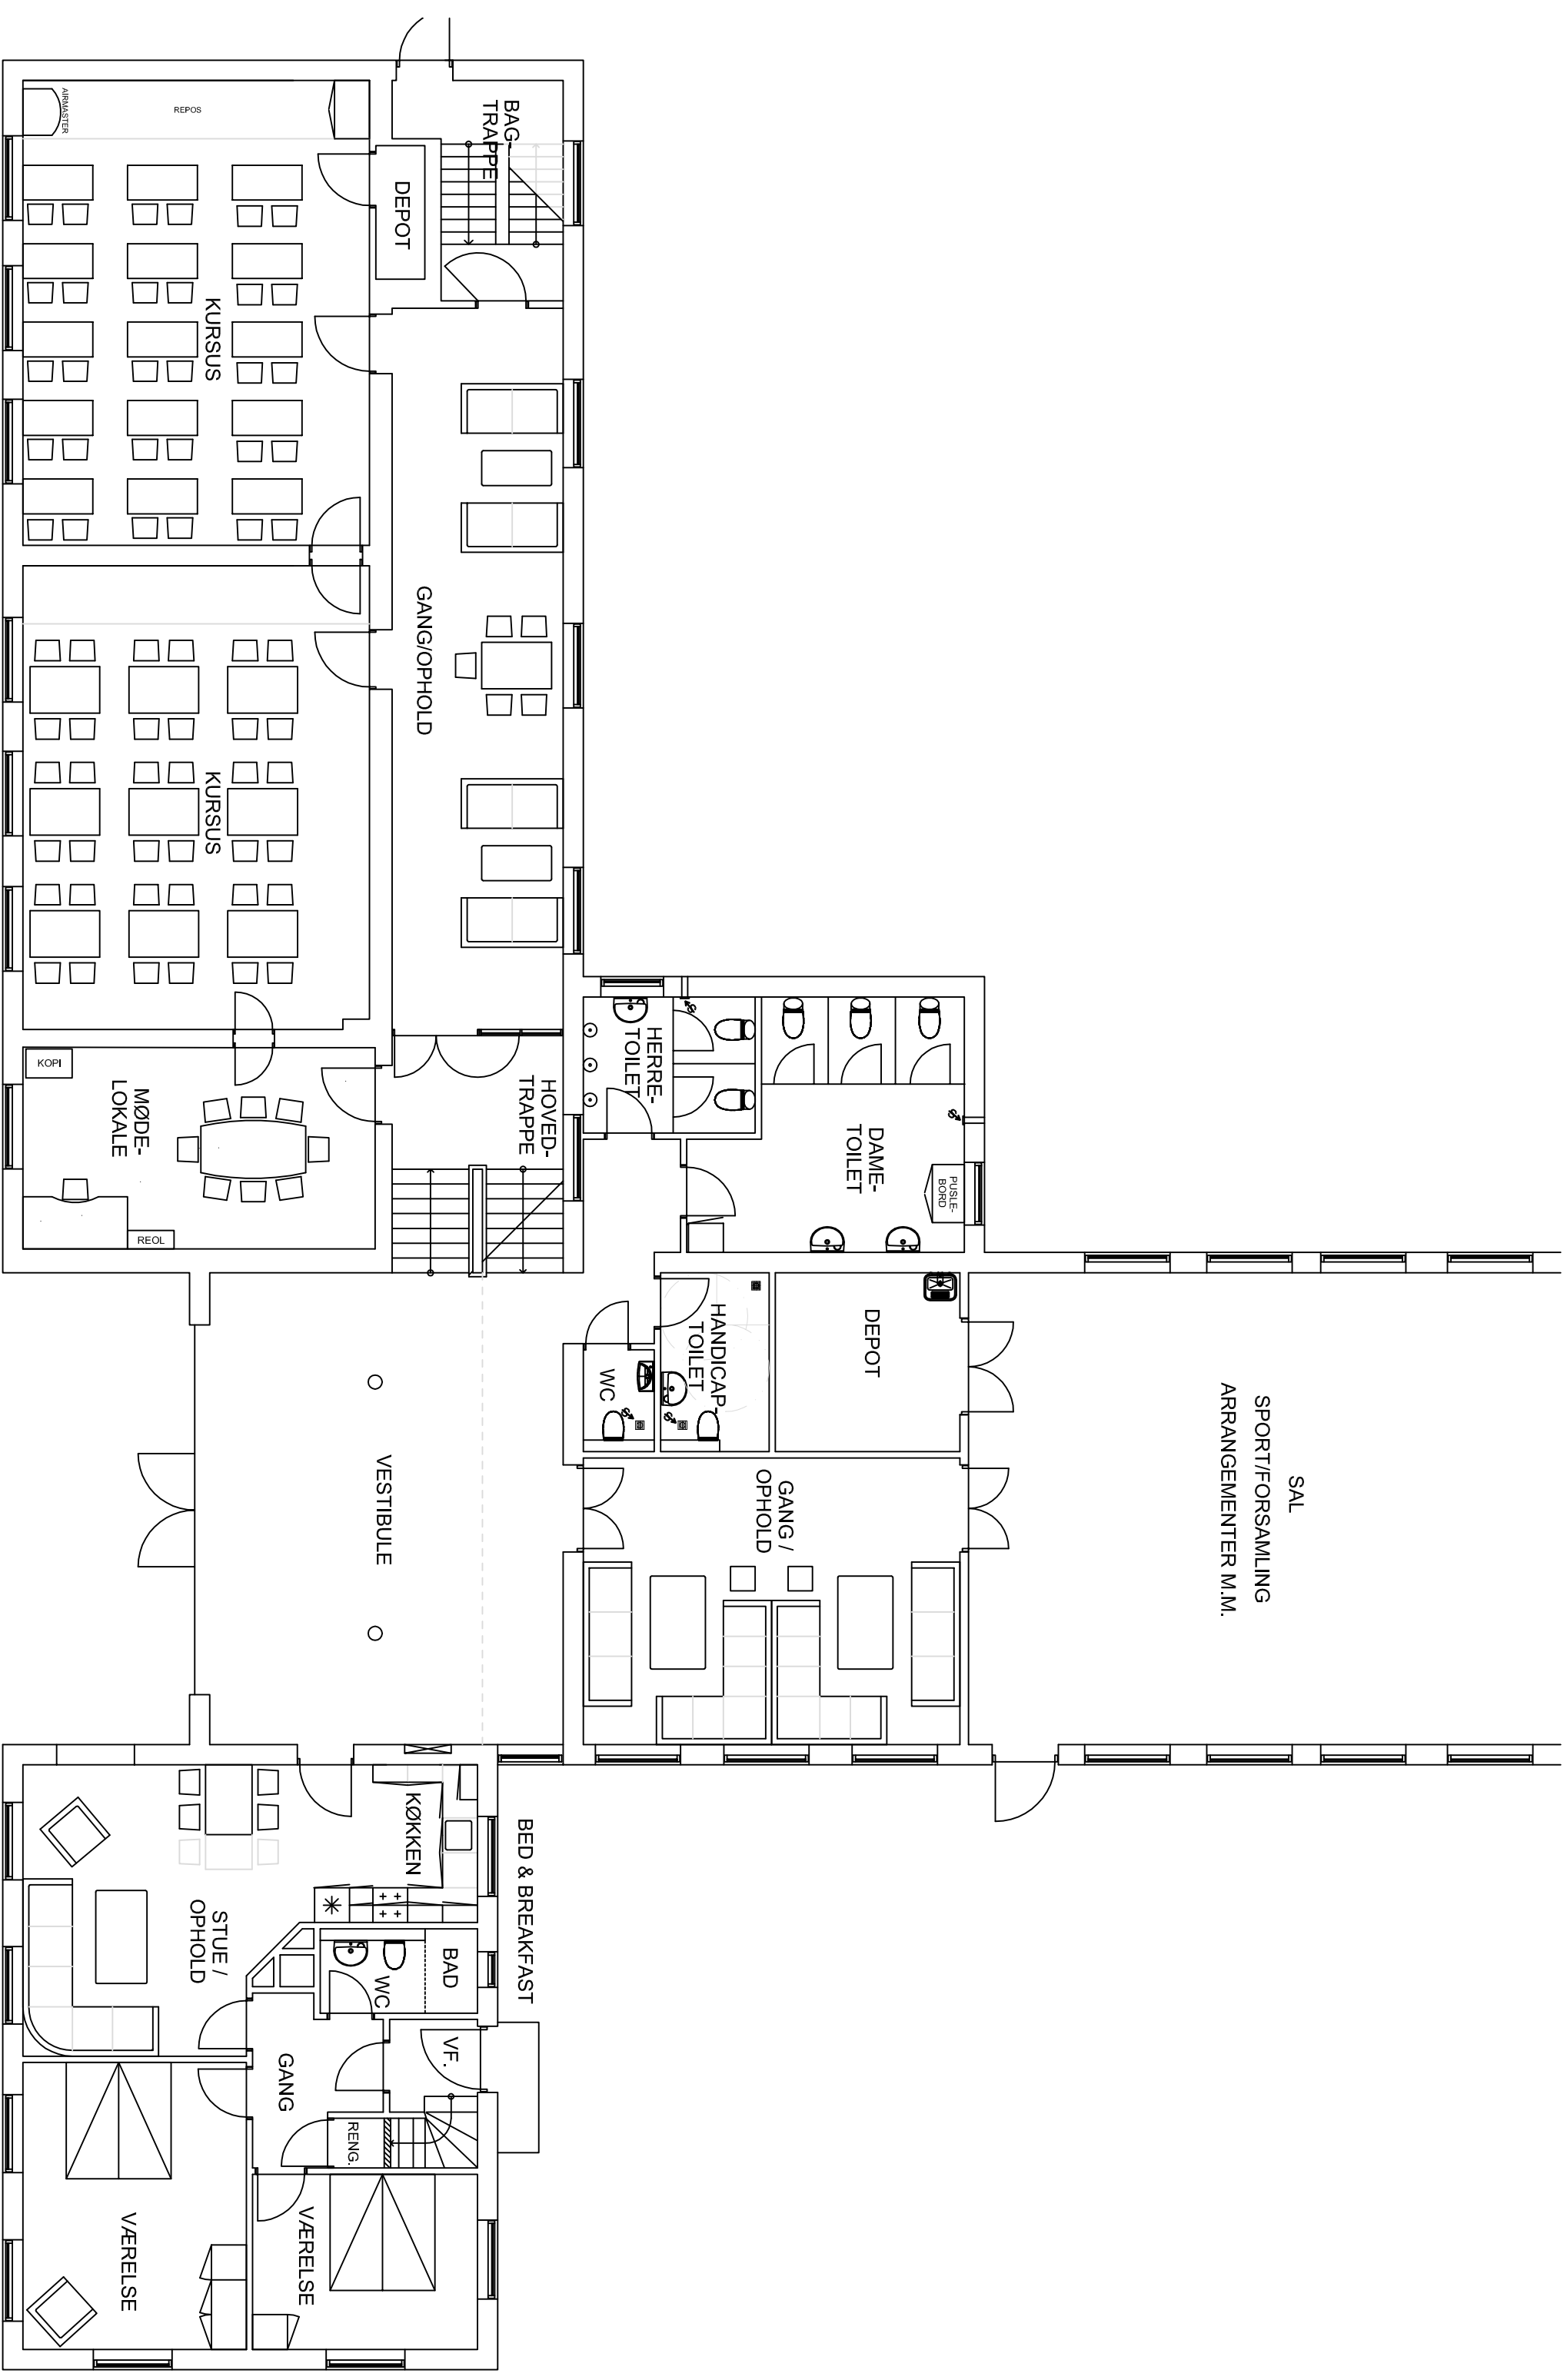 AIRMASTER
REPOS
BAG-
TRAPPE
DEPOT
KURSUS
GANG/OPHOLD
KURSUS
KOPI
MØDE-
LOKALE
REOL
HOVED-
TRAPPE
HERRE-
TOILET
DAME-
TOILET
PUSLE-
BORD
HANDICAP-
TOILET
WC
DEPOT
SAL
SPORT/FORSAMLING
ARRANGEMENTER M.M.
VESTIBULE
GANG /
OPHOLD
KØKKEN
BED & BREAKFAST
STUE /
OPHOLD
BAD
WC
VF.
GANG
RENG.
VÆRELSE
VÆRELSE